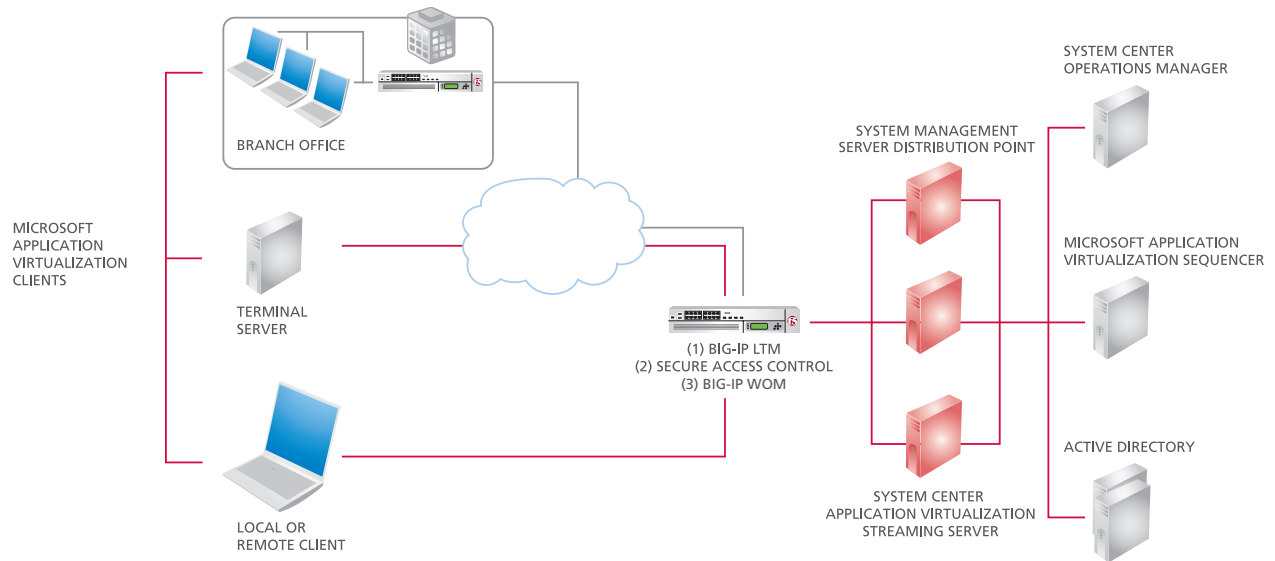 BRANCH OFFICE
MICROSOFT
APPLICATION
VIRTUALIZATION
CLIENTS
TERMINAL
SERVER
LOCAL OR
REMOTE CLIENT
(1) BIG-IP LTM
(2) SECURE ACCESS CONTROL
(3) BIG-IP WOM
SYSTEM MANAGEMENT
SERVER DISTRIBUTION POINT
SYSTEM CENTER
APPLICATION VIRTUALIZATION
STREAMING SERVER
SYSTEM CENTER
OPERATIONS MANAGER
MICROSOFT APPLICATION
VIRTUALIZATION SEQUENCER
ACTIVE DIRECTORY